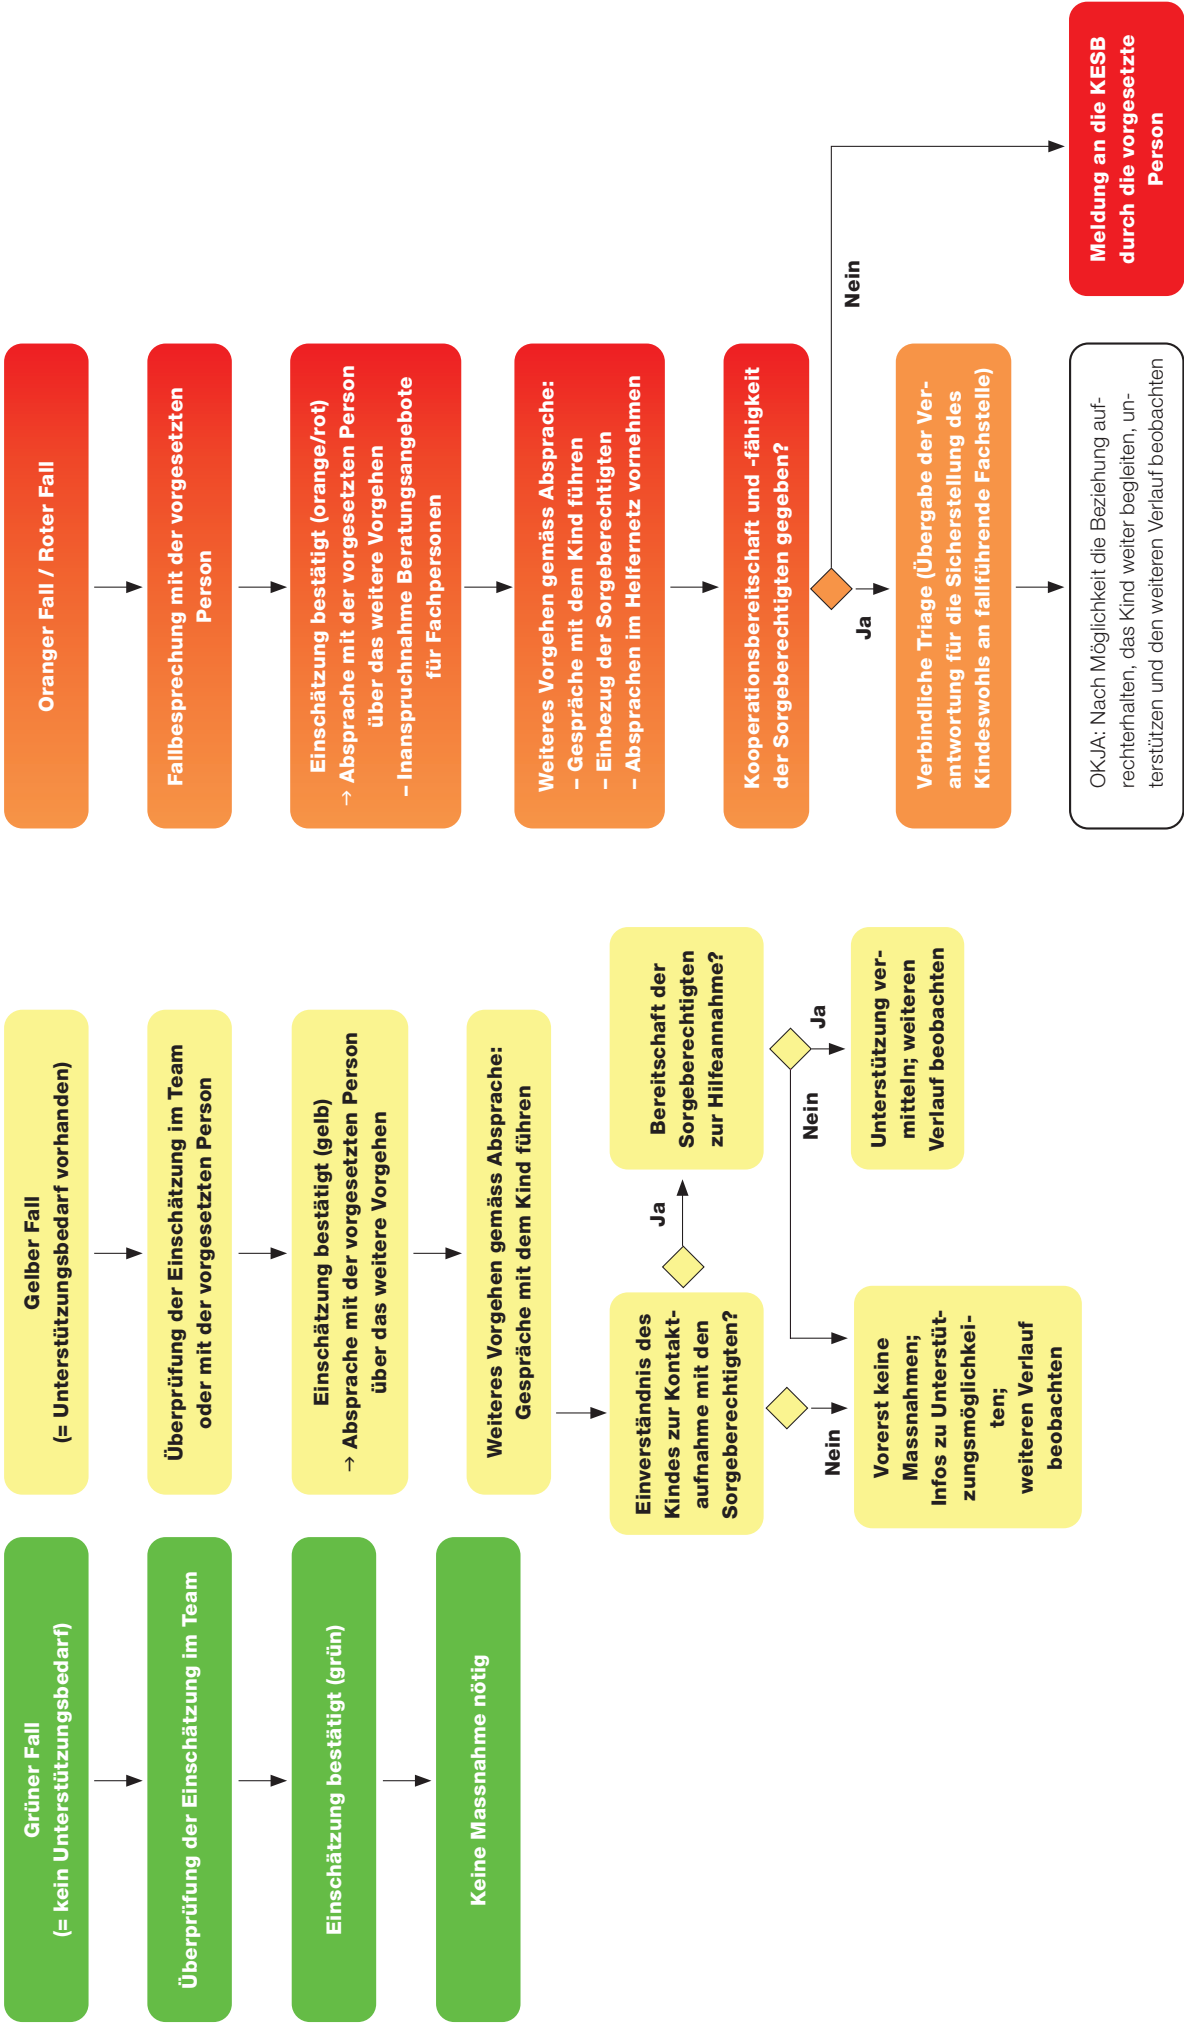 Grüner Fall
(= kein Unterstützungsbedarf)
Überprüfung der Einschätzung im Team
Einschätzung bestätigt (grün)
Keine Massnahme nötig
Gelber Fall
(= Unterstützungsbedarf vorhanden)
Überprüfung der Einschätzung im Team
oder mit der vorgesetzten Person
Einschätzung bestätigt (gelb)
→ Absprache mit der vorgesetzten Person
über das weitere Vorgehen
Weiteres Vorgehen gemäss Absprache:
Gespräche mit dem Kind führen
Einverständnis des
Kindes zur Kontakt-
aufnahme mit den
Sorgeberechtigten?
Ja
Nein
Bereitschaft der
Sorgeberechtigten
zur Hilfeannahme?
Nein
Ja
Vorerst keine
Massnahmen;
Infos zu Unterstüt-
zungsmöglichkei-
ten;
weiteren Verlauf
beobachten
Unterstützung ver-
mitteln; weiteren
Verlauf beobachten
Oranger Fall / Roter Fall
Fallbesprechung mit der vorgesetzten
Person
Einschätzung bestätigt (orange/rot)
→ Absprache mit der vorgesetzten Person
über das weitere Vorgehen
– Inanspruchnahme Beratungsangebote
für Fachpersonen
Weiteres Vorgehen gemäss Absprache:
– Gespräche mit dem Kind führen
– Einbezug der Sorgeberechtigten
– Absprachen im Helfernetz vornehmen
Kooperationsbereitschaft und -fähigkeit
der Sorgeberechtigten gegeben?
Ja
Nein
Verbindliche Triage (Übergabe der Ver-
antwortung für die Sicherstellung des
Kindeswohls an fallführende Fachstelle)
OKJA: Nach Möglichkeit die Beziehung auf-
rechterhalten, das Kind weiter begleiten, un-
terstützen und den weiteren Verlauf beobachten
Meldung an die KESB
durch die vorgesetzte
Person